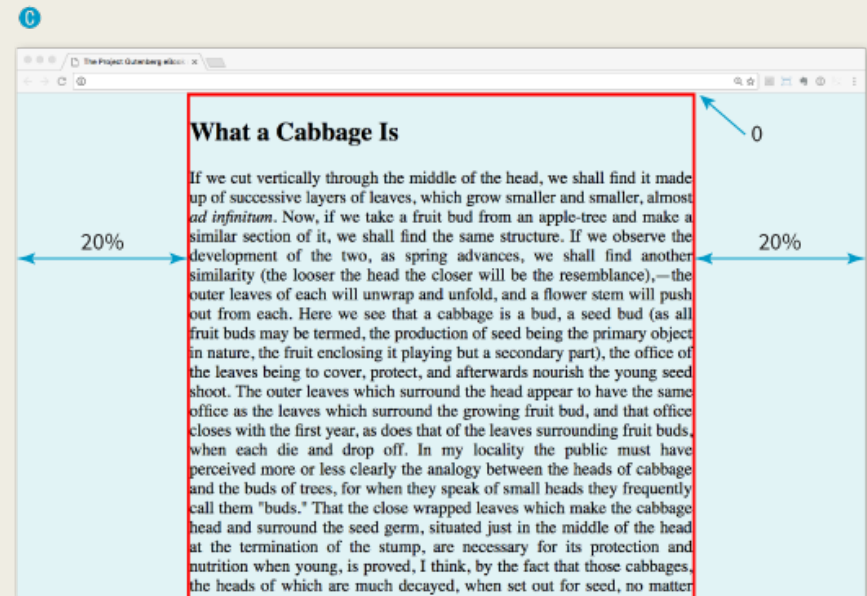 C
The Project Gutenberg eBook
What a Cabbage Is
0
If we cut vertically through the middle of the head, we shall find it made
up of successive layers of leaves, which grow smaller and smaller, almost
ad infinitum. Now, if we take a fruit bud from an apple-tree and make a
similar section of it, we shall find the same structure. If we observe the
20%
20%
development of the two, as spring advances, we shall find another
similarity (the looser the head the closer will be the resemblance),—the
outer leaves of each will unwrap and unfold, and a flower stem will push
out from each. Here we see that a cabbage is a bud, a seed bud (as all
fruit buds may be termed, the production of seed being the primary object
in nature, the fruit enclosing it playing but a secondary part), the office of
the leaves being to cover, protect, and afterwards nourish the young seed
shoot. The outer leaves which surround the head appear to have the same
office as the leaves which surround the growing fruit bud, and that office
closes with the first year, as does that of the leaves surrounding fruit buds,
when each die and drop off. In my locality the public must have
perceived more or less clearly the analogy between the heads of cabbage
and the buds of trees, for when they speak of small heads they frequently
call them "buds." That the close wrapped leaves which make the cabbage
head and surround the seed germ, situated just in the middle of the head
at the termination of the stump, are necessary for its protection and
nutrition when young, is proved, I think, by the fact that those cabbages,
the heads of which are much decayed, when set out for seed, no matter